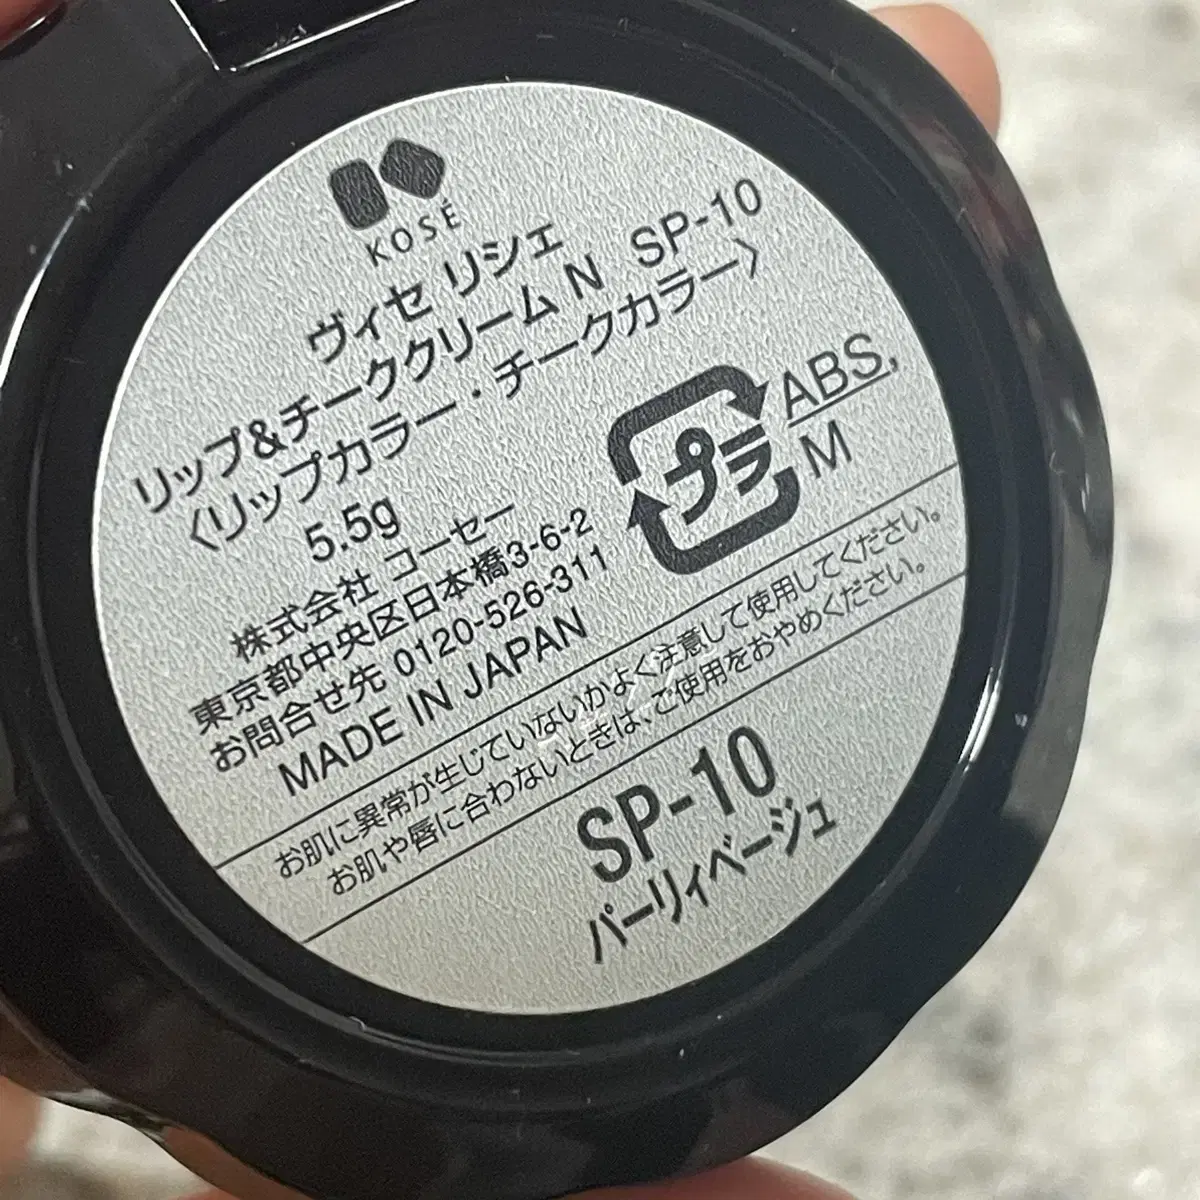 KOSÉ
ヴィセ リシェ
リップ&チーククリーム N SP-10
〈リップカラー・チークカラー〉
5.5g
株式会社 コーセー
東京都中央区日本橋3-6-2
お問合せ先 0120-526-311
MADE IN JAPAN
プラ
ABS,
M
お肌に異常が生じていないかよく注意して使用してください。
お肌や唇に合わないときは、ご使用をおやめください。
SP-10
パーリィベージュ